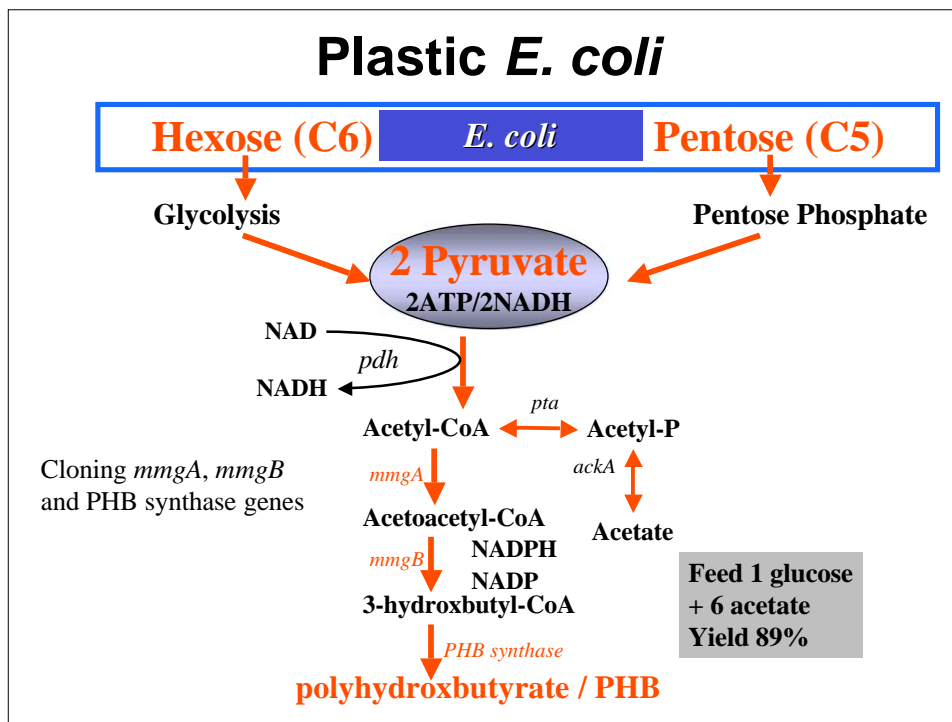 Plastic E. coli
Hexose (C6)
E. coli
Pentose (C5)
Glycolysis
Pentose Phosphate
2 Pyruvate
2ATP/2NADH
NAD
pdh
NADH
Acetyl-CoA
pta
Acetyl-P
ackA
Acetate
Cloning mmgA, mmgB
and PHB synthase genes
mmgA
Acetoacetyl-CoA
mmgB
NADPH
NADP
3-hydroxbutyl-CoA
PHB synthase
polyhydroxbutyrate / PHB
Feed 1 glucose
+ 6 acetate
Yield 89%